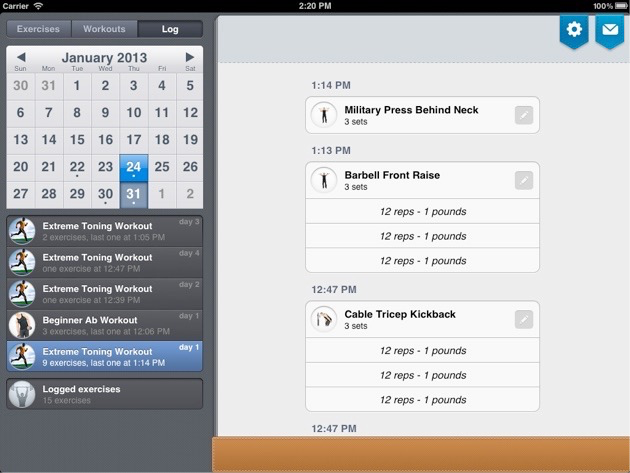 Carrier 2:20 PM 100%
Exercises Workouts Log
January 2013
Sun Mon Tue Wed Thu Fri Sat
30 31 1 2 3 4 5
6 7 8 9 10 11 12
13 14 15 16 17 18 19
20 21 22 23 24 25 26
27 28 29 30 31 1 2
Extreme Toning Workout day 3
2 exercises, last one at 1:05 PM
Extreme Toning Workout day 4
one exercise at 12:47 PM
Extreme Toning Workout day 2
one exercise at 12:39 PM
Beginner Ab Workout day 1
3 exercises, last one at 12:06 PM
Extreme Toning Workout day 1
9 exercises, last one at 1:14 PM
Logged exercises
15 exercises
1:14 PM
Military Press Behind Neck
3 sets
1:13 PM
Barbell Front Raise
3 sets
12 reps - 1 pounds
12 reps - 1 pounds
12 reps - 1 pounds
12:47 PM
Cable Tricep Kickback
3 sets
12 reps - 1 pounds
12 reps - 1 pounds
12 reps - 1 pounds
12:47 PM